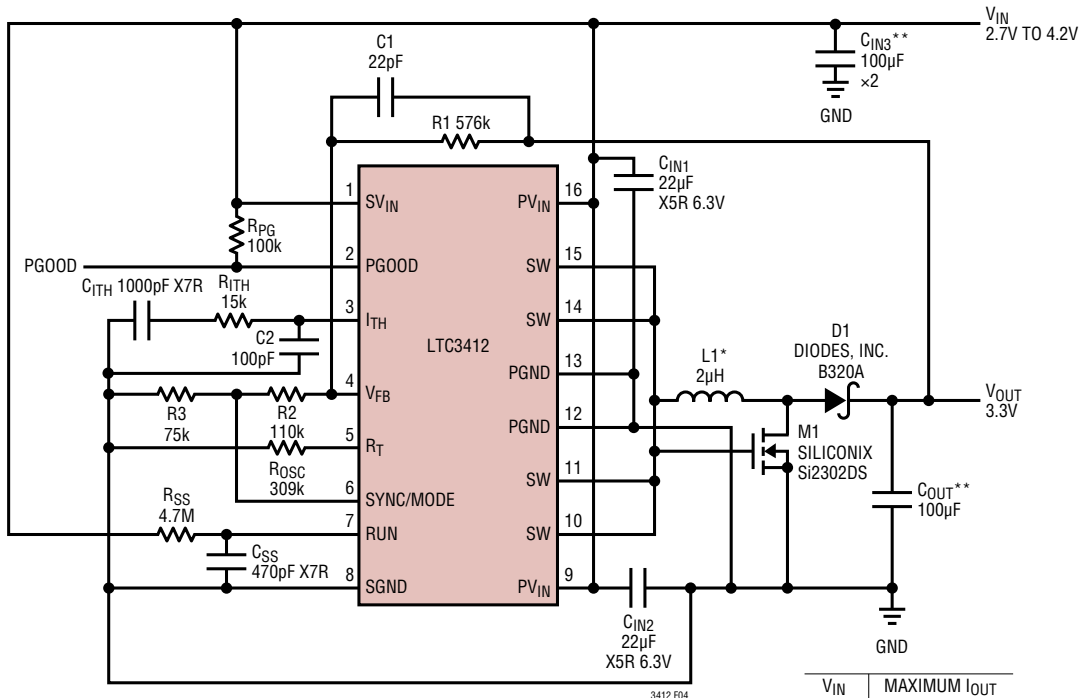 VIN
2.7V TO 4.2V
CIN3**
100µF
×2
GND
C1
22pF
R1 576k
CIN1
22µF
X5R 6.3V
1
SVIN
PVIN
16
RPG
100k
PGOOD
2
PGOOD
SW
15
CITH 1000pF X7R
RITH
15k
3
ITH
SW
14
C2
100pF
LTC3412
PGND
13
D1
DIODES, INC.
B320A
L1*
2µH
4
VFB
R3
75k
R2
110k
PGND
12
VOUT
3.3V
5
RT
M1
SILICONIX
Si2302DS
ROSC
309k
SW
11
6
SYNC/MODE
COUT**
100µF
RSS
4.7M
7
RUN
SW
10
CSS
470pF X7R
8
SGND
PVIN
9
CIN2
22µF
X5R 6.3V
GND
3412 F04
VIN MAXIMUM IOUT